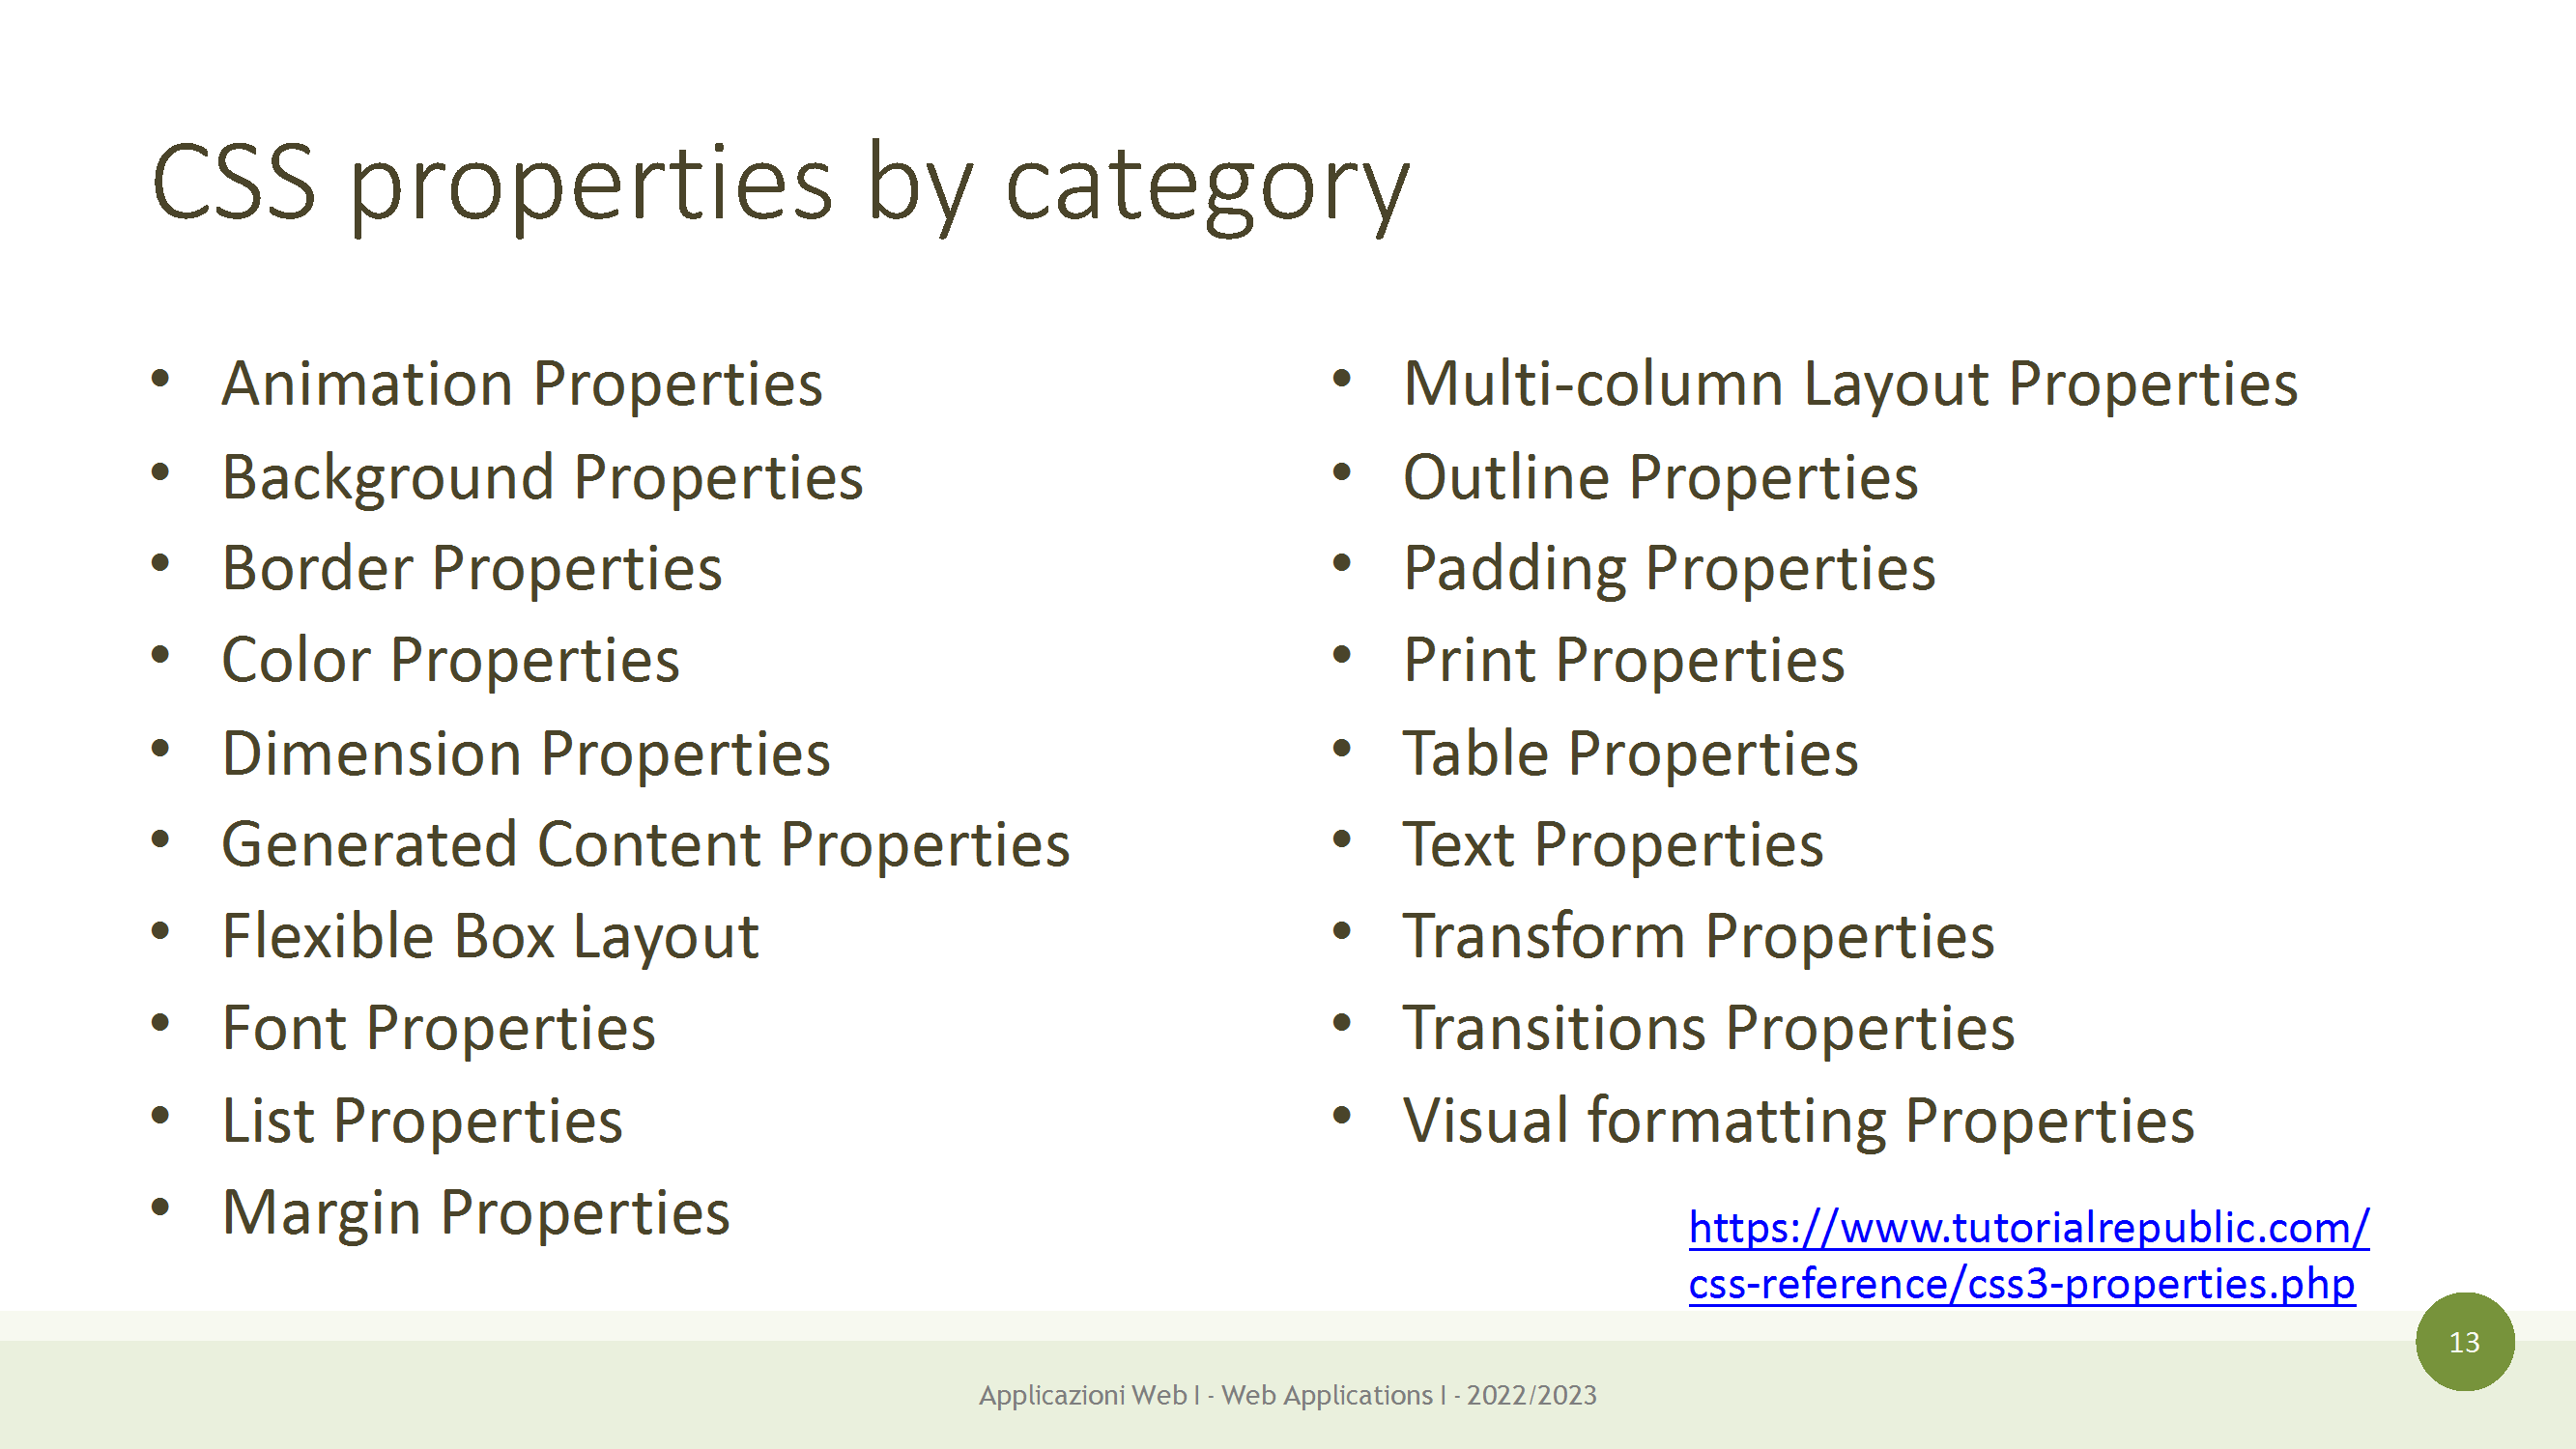 CSS properties by category
• Animation Properties
• Background Properties
• Border Properties
• Color Properties
• Dimension Properties
• Generated Content Properties
• Flexible Box Layout
• Font Properties
• List Properties
• Margin Properties
• Multi-column Layout Properties
• Outline Properties
• Padding Properties
• Print Properties
• Table Properties
• Text Properties
• Transform Properties
• Transitions Properties
• Visual formatting Properties
https://www.tutorialrepublic.com/
css-reference/css3-properties.php
13
Applicazioni Web I - Web Applications I - 2022/2023